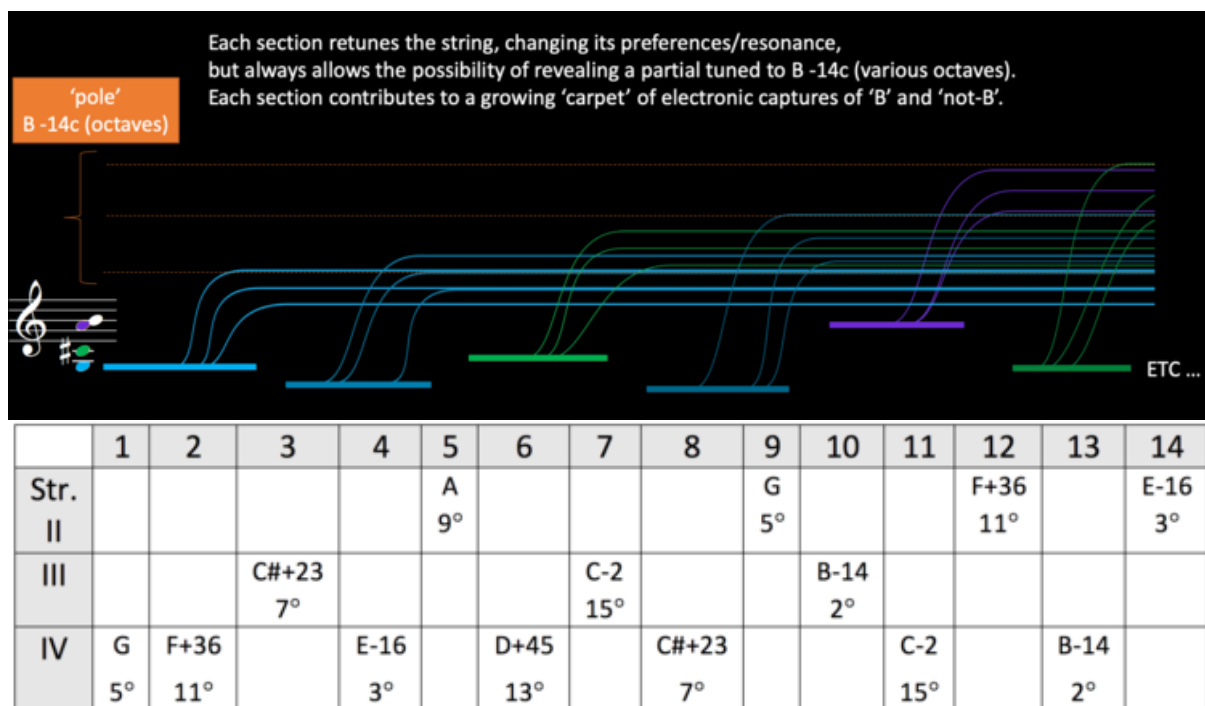 Each section retunes the string, changing its preferences/resonance,
but always allows the possibility of revealing a partial tuned to B -14c (various octaves).
Each section contributes to a growing ‘carpet’ of electronic captures of ‘B’ and ‘not-B’.
‘pole’
B -14c (octaves)
ETC ...
1 2 3 4 5 6 7 8 9 10 11 12 13 14
Str. A G F+36 E-16
II 9° 5° 11° 3°
III C#+23 C-2 B-14
7° 15° 2°
IV G F+36 E-16 D+45 C#+23 C-2 B-14
5° 11° 3° 13° 7° 15° 2°